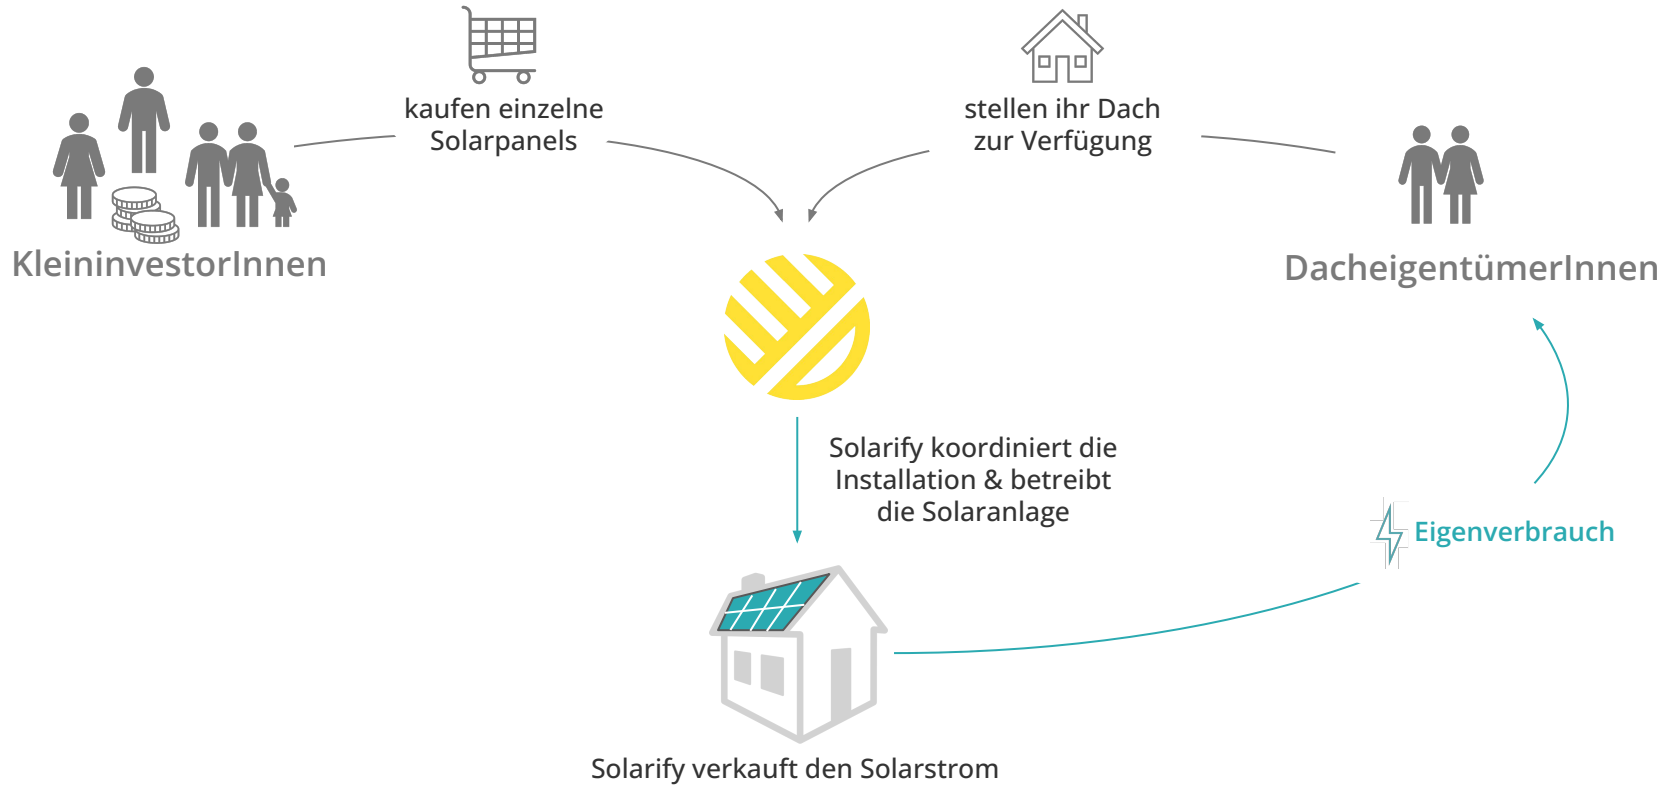 kaufen einzelne
Solarpanels
stellen ihr Dach
zur Verfügung
KleininvestorInnen
DacheigentümerInnen
Solarify koordiniert die
Installation & betreibt
die Solaranlage
Eigenverbrauch
Solarify verkauft den Solarstrom